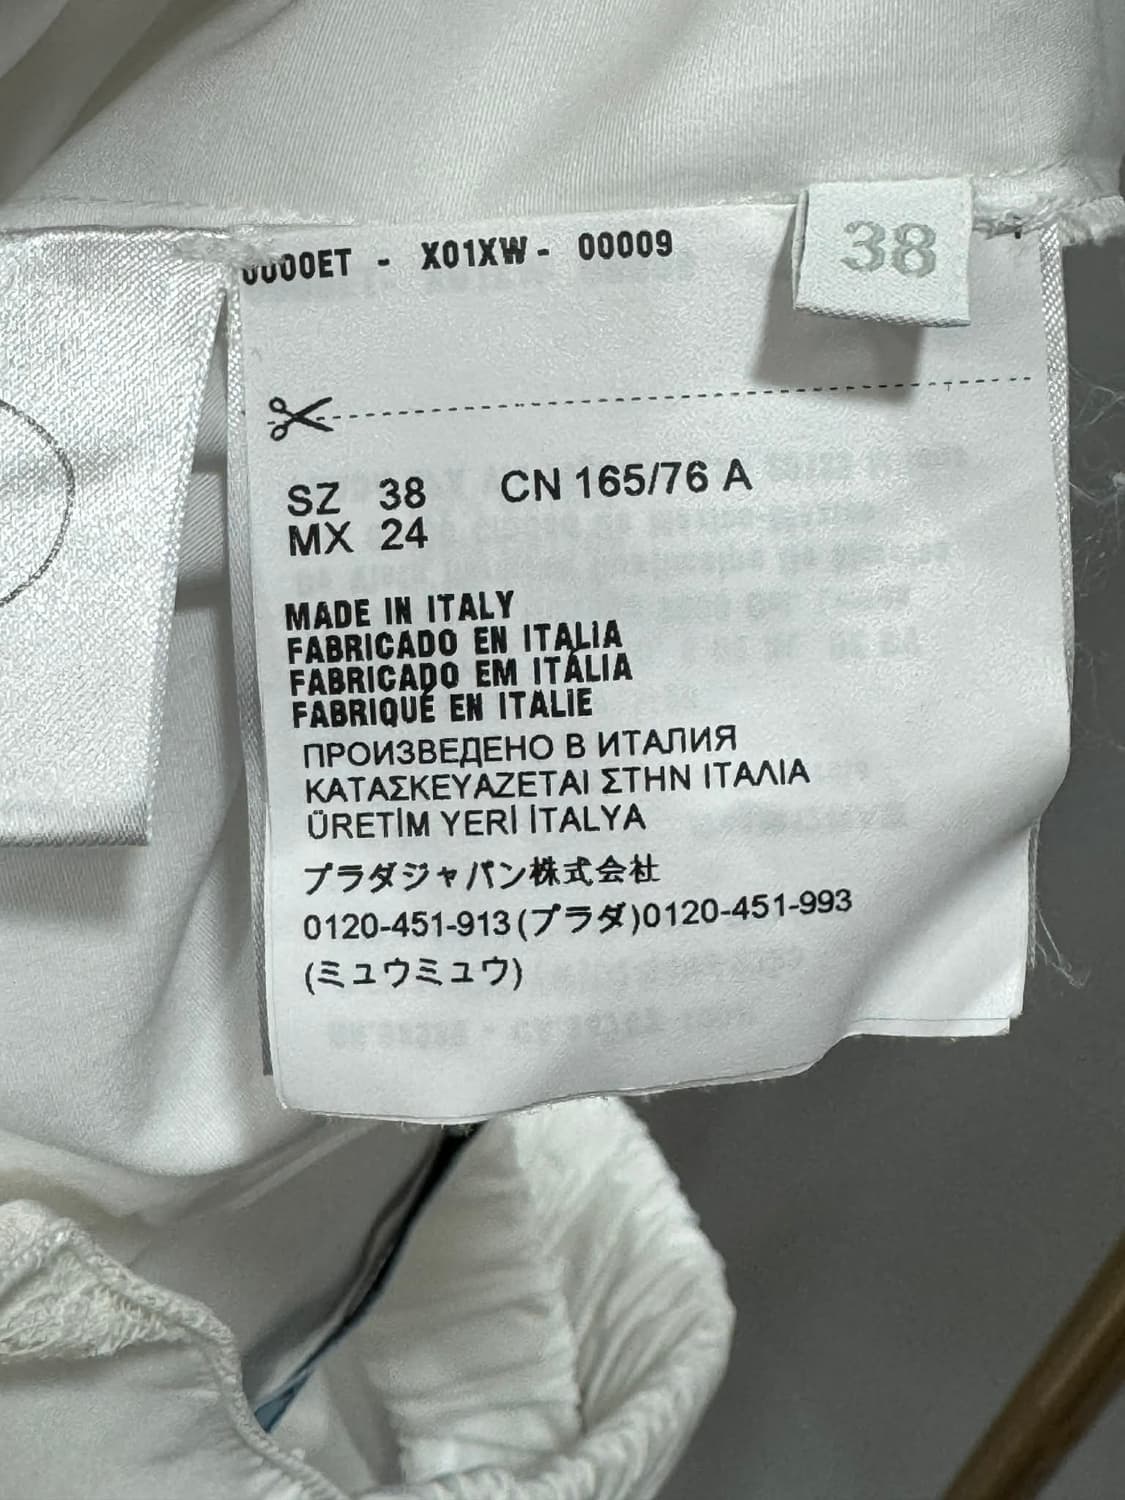 0000ET - X01XW - 00009
38
SZ 38 CN 165/76 A
MX 24
MADE IN ITALY
FABRICADO EN ITALIA
FABRICADO EM ITÁLIA
FABRIQUÉ EN ITALIE
ПРОИЗВЕДЕНО В ИТАЛИЯ
ΚΑΤΑΣΚΕΥΑΖΕΤΑΙ ΣΤΗΝ ΙΤΑΛΙΑ
ÜRETİM YERİ İTALYA
プラダジャパン株式会社
0120-451-913(プラダ)0120-451-993
(ミュウミュウ)